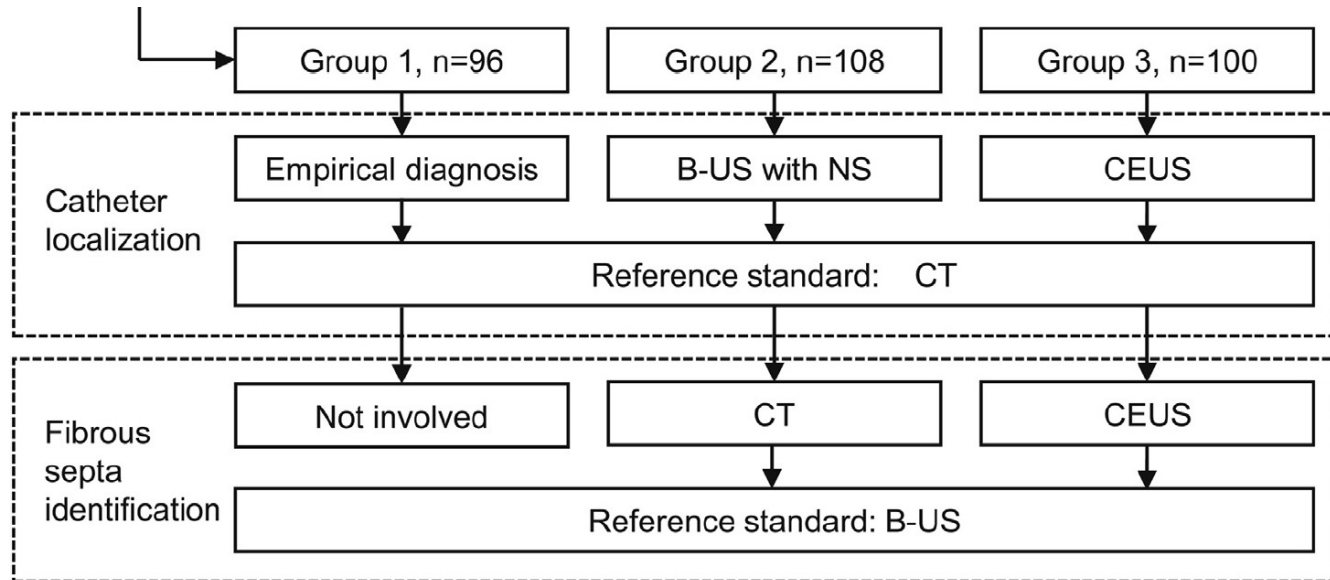 Group 1, n=96
Group 2, n=108
Group 3, n=100
Catheter
localization
Empirical diagnosis
B-US with NS
CEUS
Reference standard: CT
Fibrous
septa
identification
Not involved
CT
CEUS
Reference standard: B-US